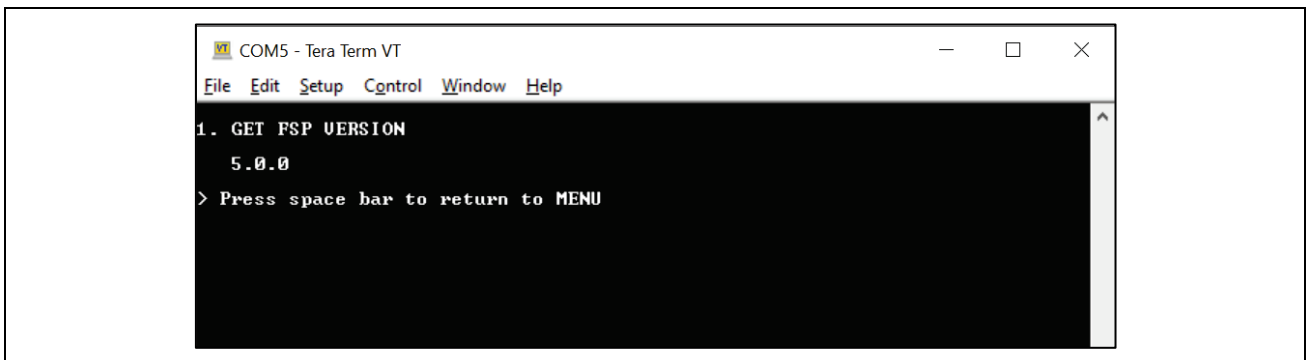 COM5 - Tera Term VT
File Edit Setup Control Window Help
1. GET FSP VERSION
5.0.0
> Press space bar to return to MENU